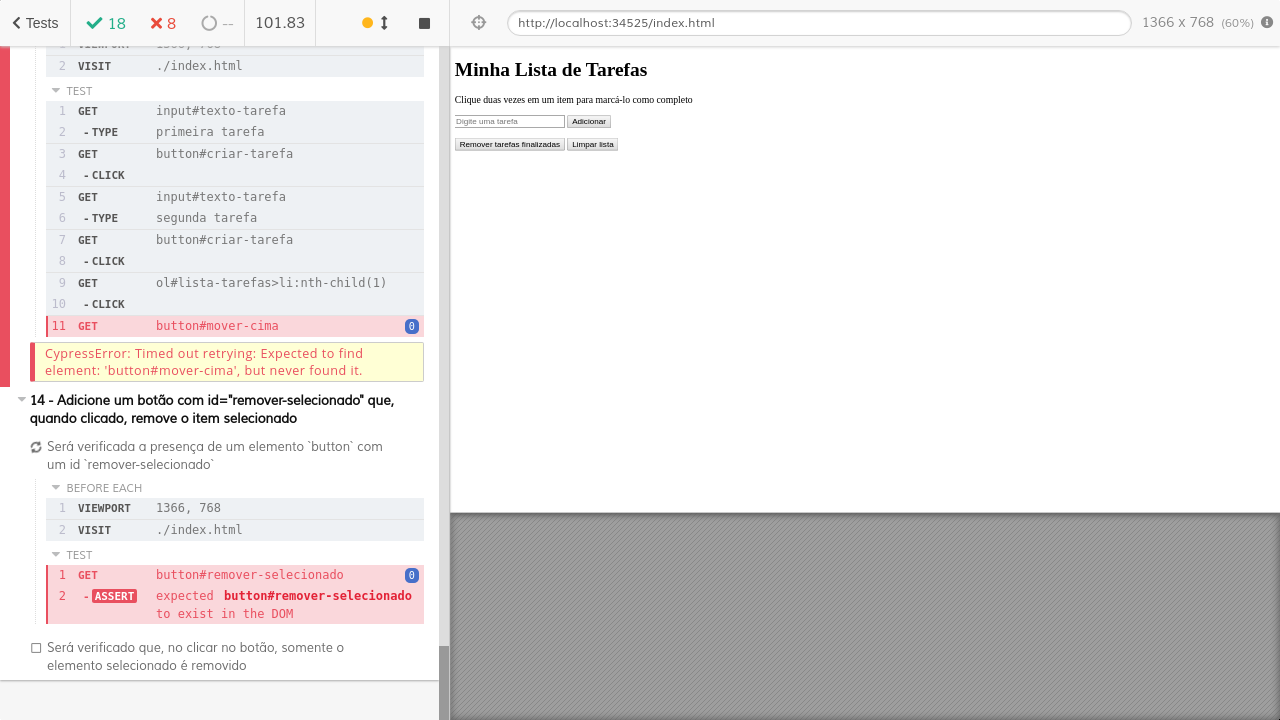 Tests 18 8 -- 101.83
http://localhost:34525/index.html 1366 x 768 (60%)
2 VISIT ./index.html
TEST
1 GET input#texto-tarefa
2 -TYPE primeira tarefa
3 GET button#criar-tarefa
4 -CLICK
5 GET input#texto-tarefa
6 -TYPE segunda tarefa
7 GET button#criar-tarefa
8 -CLICK
9 GET ol#lista-tarefas>li:nth-child(1)
10 -CLICK
11 GET button#mover-cima 0
CypressError: Timed out retrying: Expected to find
element: 'button#mover-cima', but never found it.
14 - Adicione um botão com id="remover-selecionado" que,
quando clicado, remove o item selecionado
Será verificada a presença de um elemento `button` com
um id `remover-selecionado`
BEFORE EACH
1 VIEWPORT 1366, 768
2 VISIT ./index.html
TEST
1 GET button#remover-selecionado 0
2 -ASSERT expected button#remover-selecionado
to exist in the DOM
Será verificado que, no clicar no botão, somente o
elemento selecionado é removido
Minha Lista de Tarefas
Clique duas vezes em um item para marcá-lo como completo
Digite uma tarefa Adicionar
Remover tarefas finalizadas Limpar lista